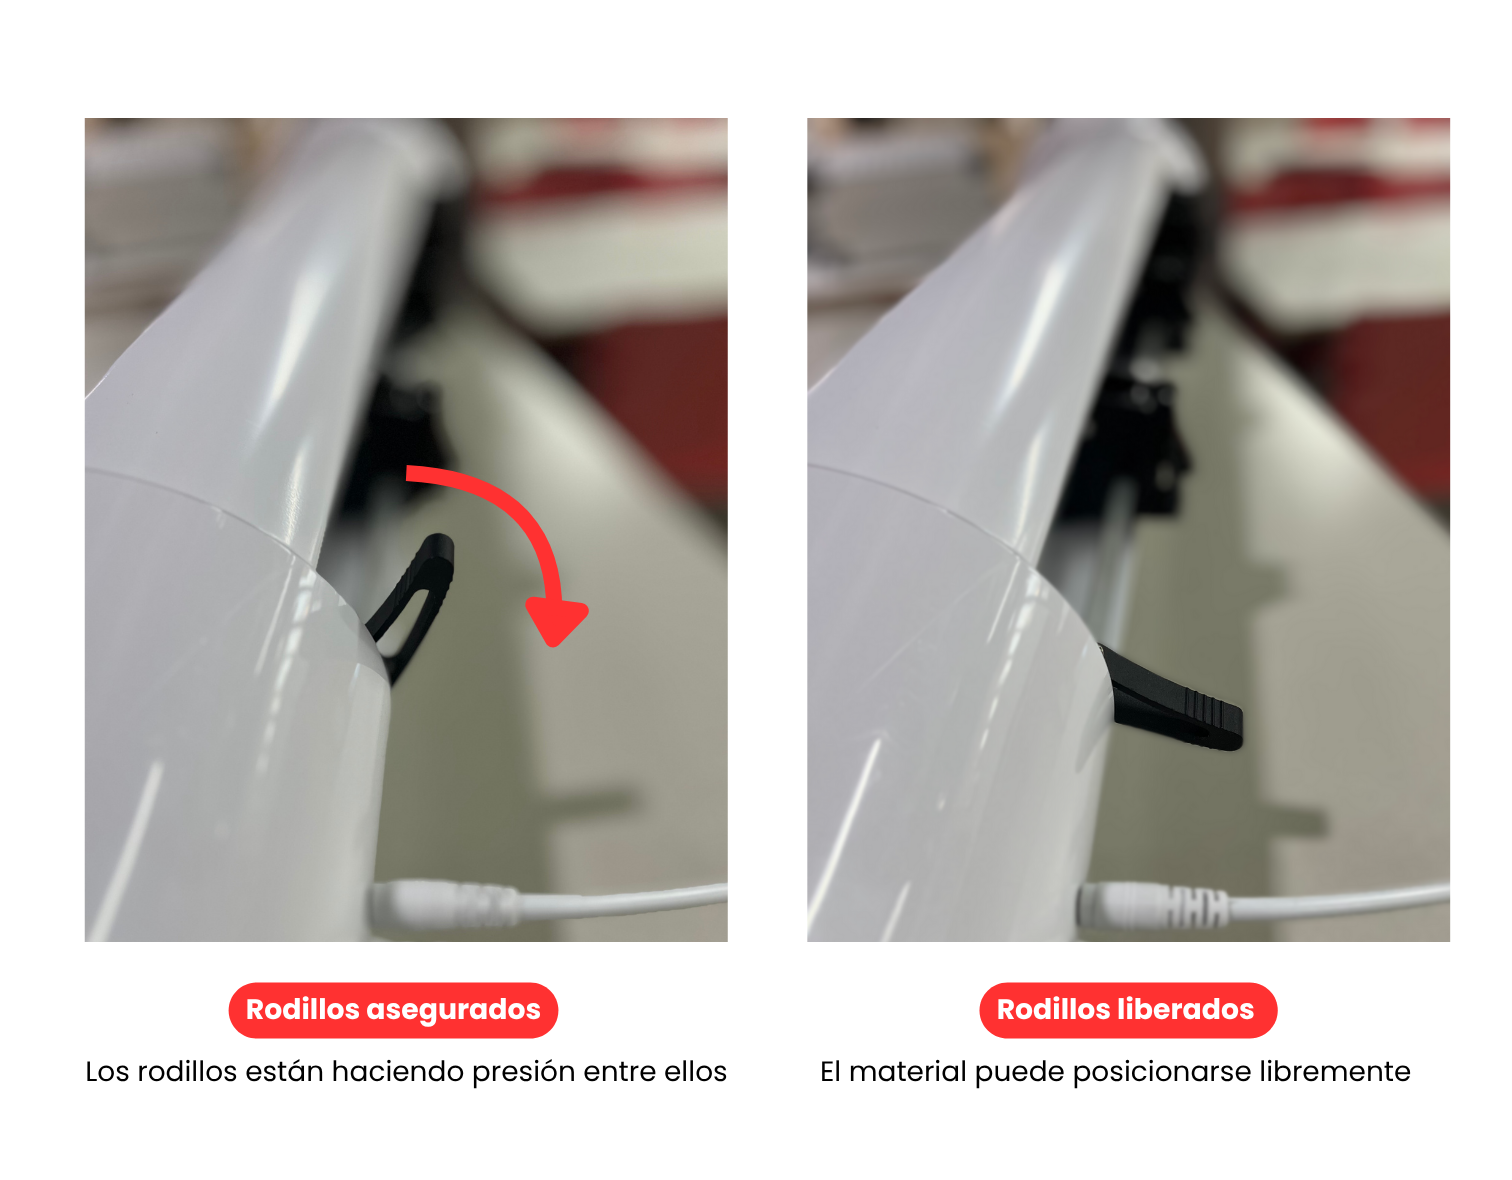 Rodillos asegurados
Los rodillos están haciendo presión entre ellos
Rodillos liberados
El material puede posicionarse libremente